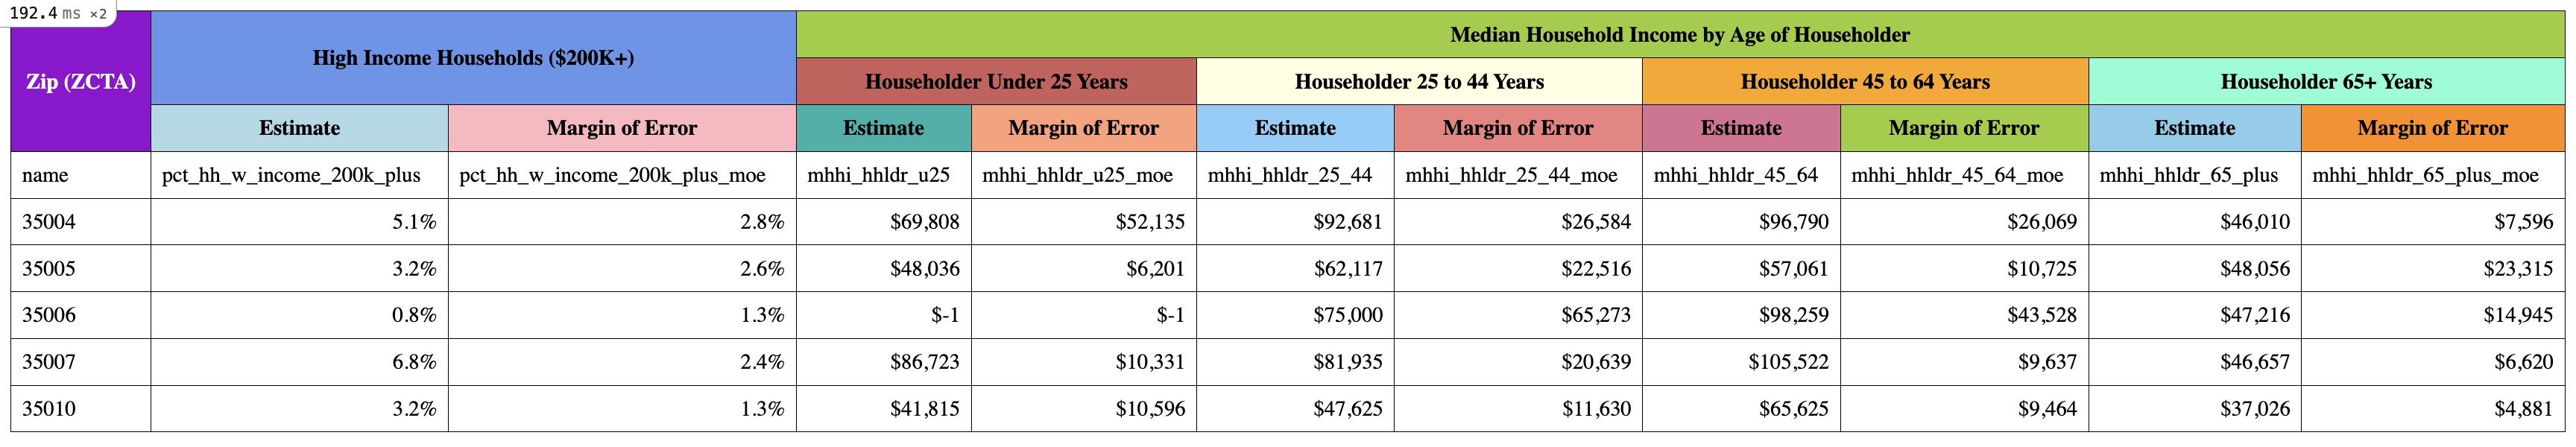 192.4 ms ×2
Zip (ZCTA) High Income Households ($200K+) Median Household Income by Age of Householder
Householder Under 25 Years Householder 25 to 44 Years Householder 45 to 64 Years Householder 65+ Years
Estimate Margin of Error Estimate Margin of Error Estimate Margin of Error Estimate Margin of Error Estimate Margin of Error
name pct_hh_w_income_200k_plus pct_hh_w_income_200k_plus_moe mhhi_hhldr_u25 mhhi_hhldr_u25_moe mhhi_hhldr_25_44 mhhi_hhldr_25_44_moe mhhi_hhldr_45_64 mhhi_hhldr_45_64_moe mhhi_hhldr_65_plus mhhi_hhldr_65_plus_moe
35004 5.1% 2.8% $69,808 $52,135 $92,681 $26,584 $96,790 $26,069 $46,010 $7,596
35005 3.2% 2.6% $48,036 $6,201 $62,117 $22,516 $57,061 $10,725 $48,056 $23,315
35006 0.8% 1.3% $-1 $-1 $75,000 $65,273 $98,259 $43,528 $47,216 $14,945
35007 6.8% 2.4% $86,723 $10,331 $81,935 $20,639 $105,522 $9,637 $46,657 $6,620
35010 3.2% 1.3% $41,815 $10,596 $47,625 $11,630 $65,625 $9,464 $37,026 $4,881